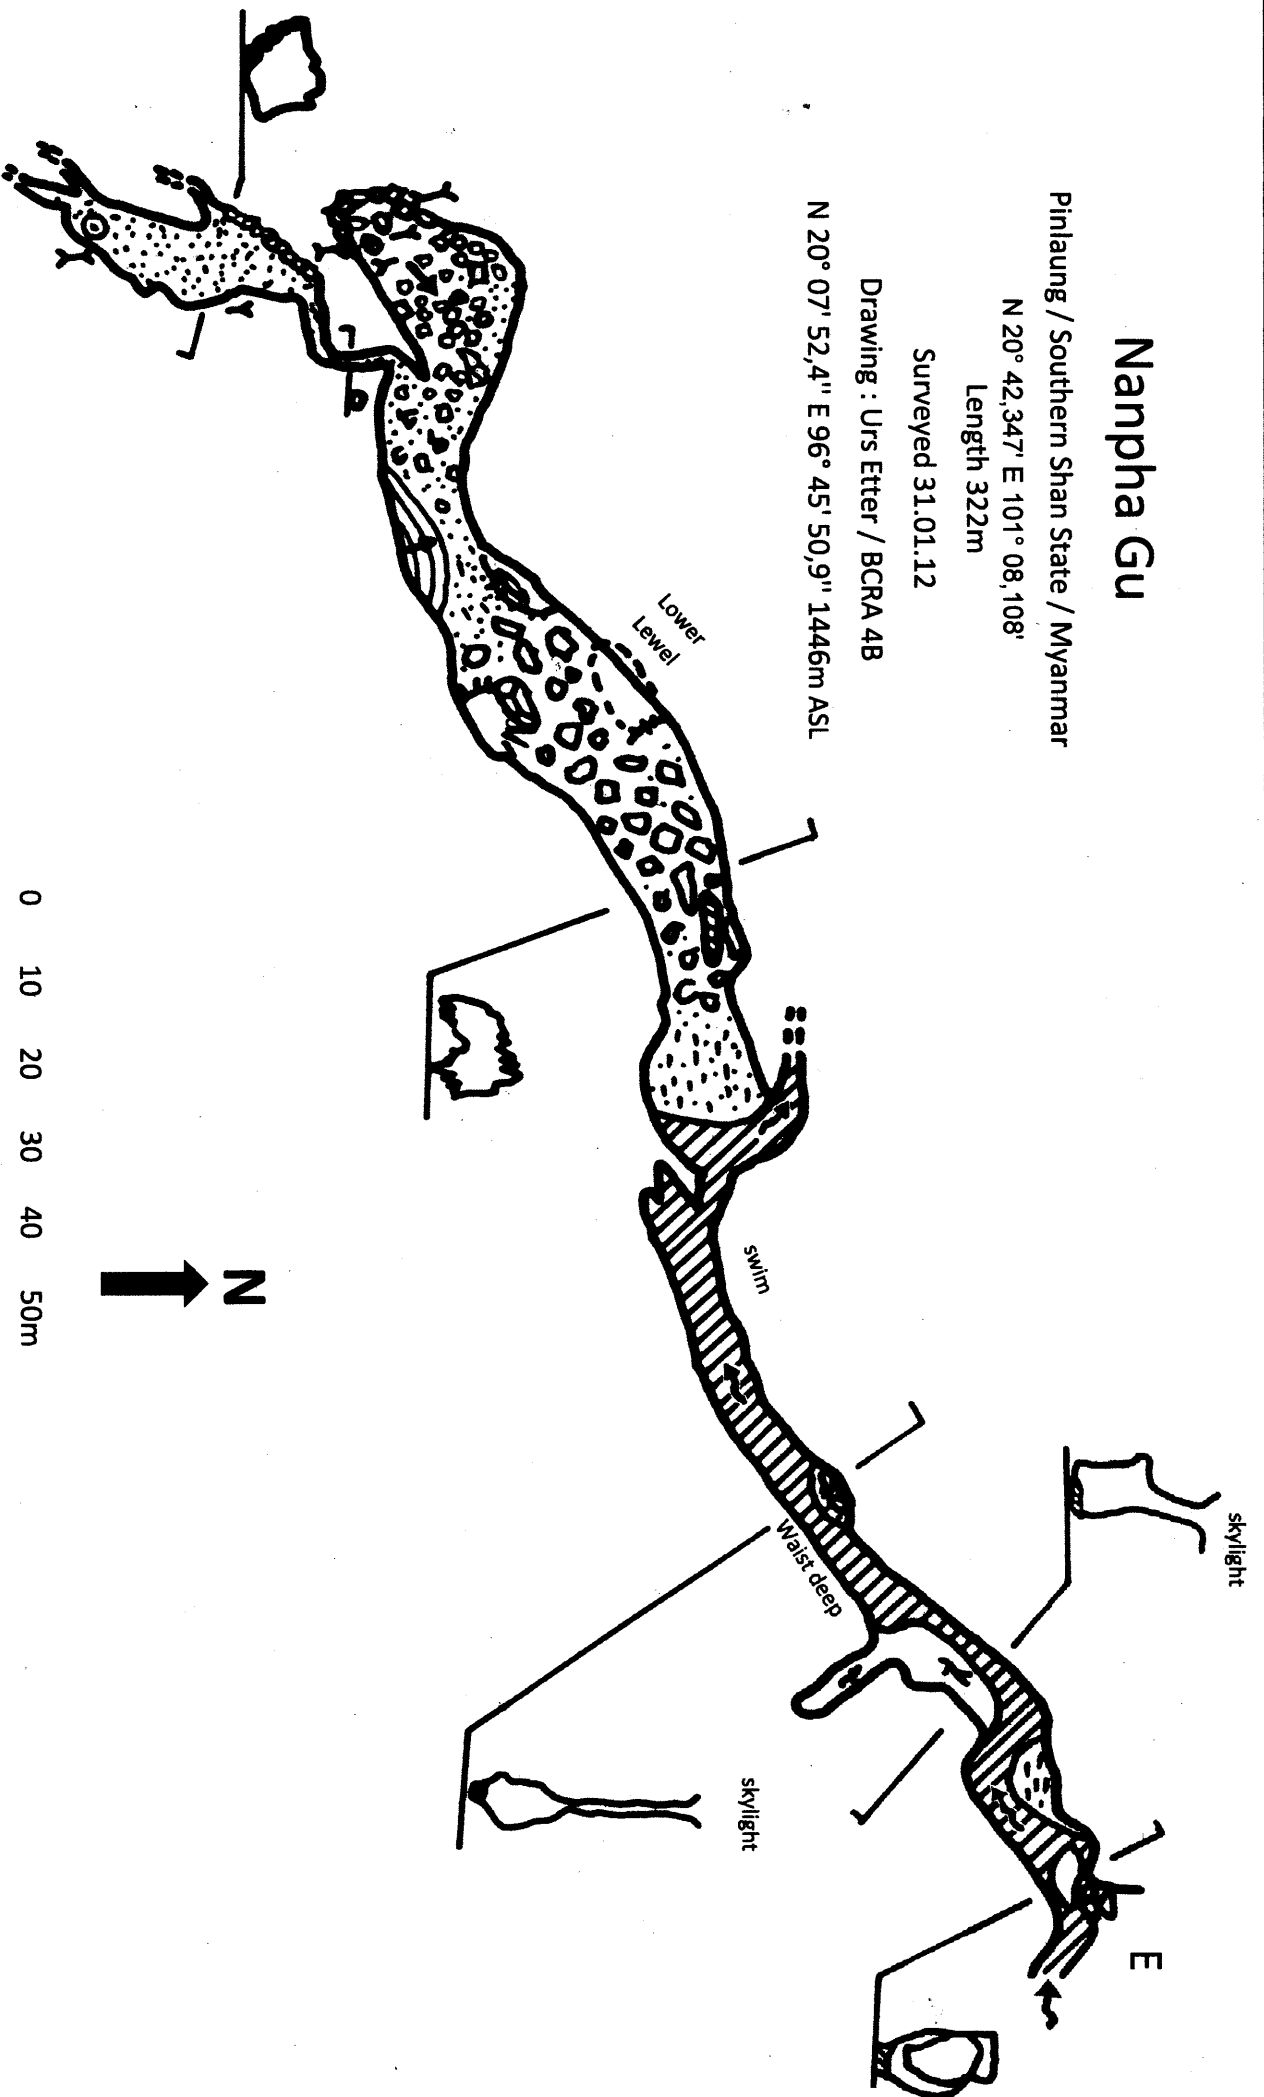 Nanpha Gu
Pinlaung / Southern Shan State / Myanmar
N 20° 42,347' E 101° 08,108'
Length 322m
Surveyed 31.01.12
Drawing : Urs Etter / BCRA 4B
N 20° 07' 52,4'' E 96° 45' 50,9'' 1446m ASL
Lower
Lewel
swim
Waist deep
skylight
skylight
E
N
0 10 20 30 40 50m